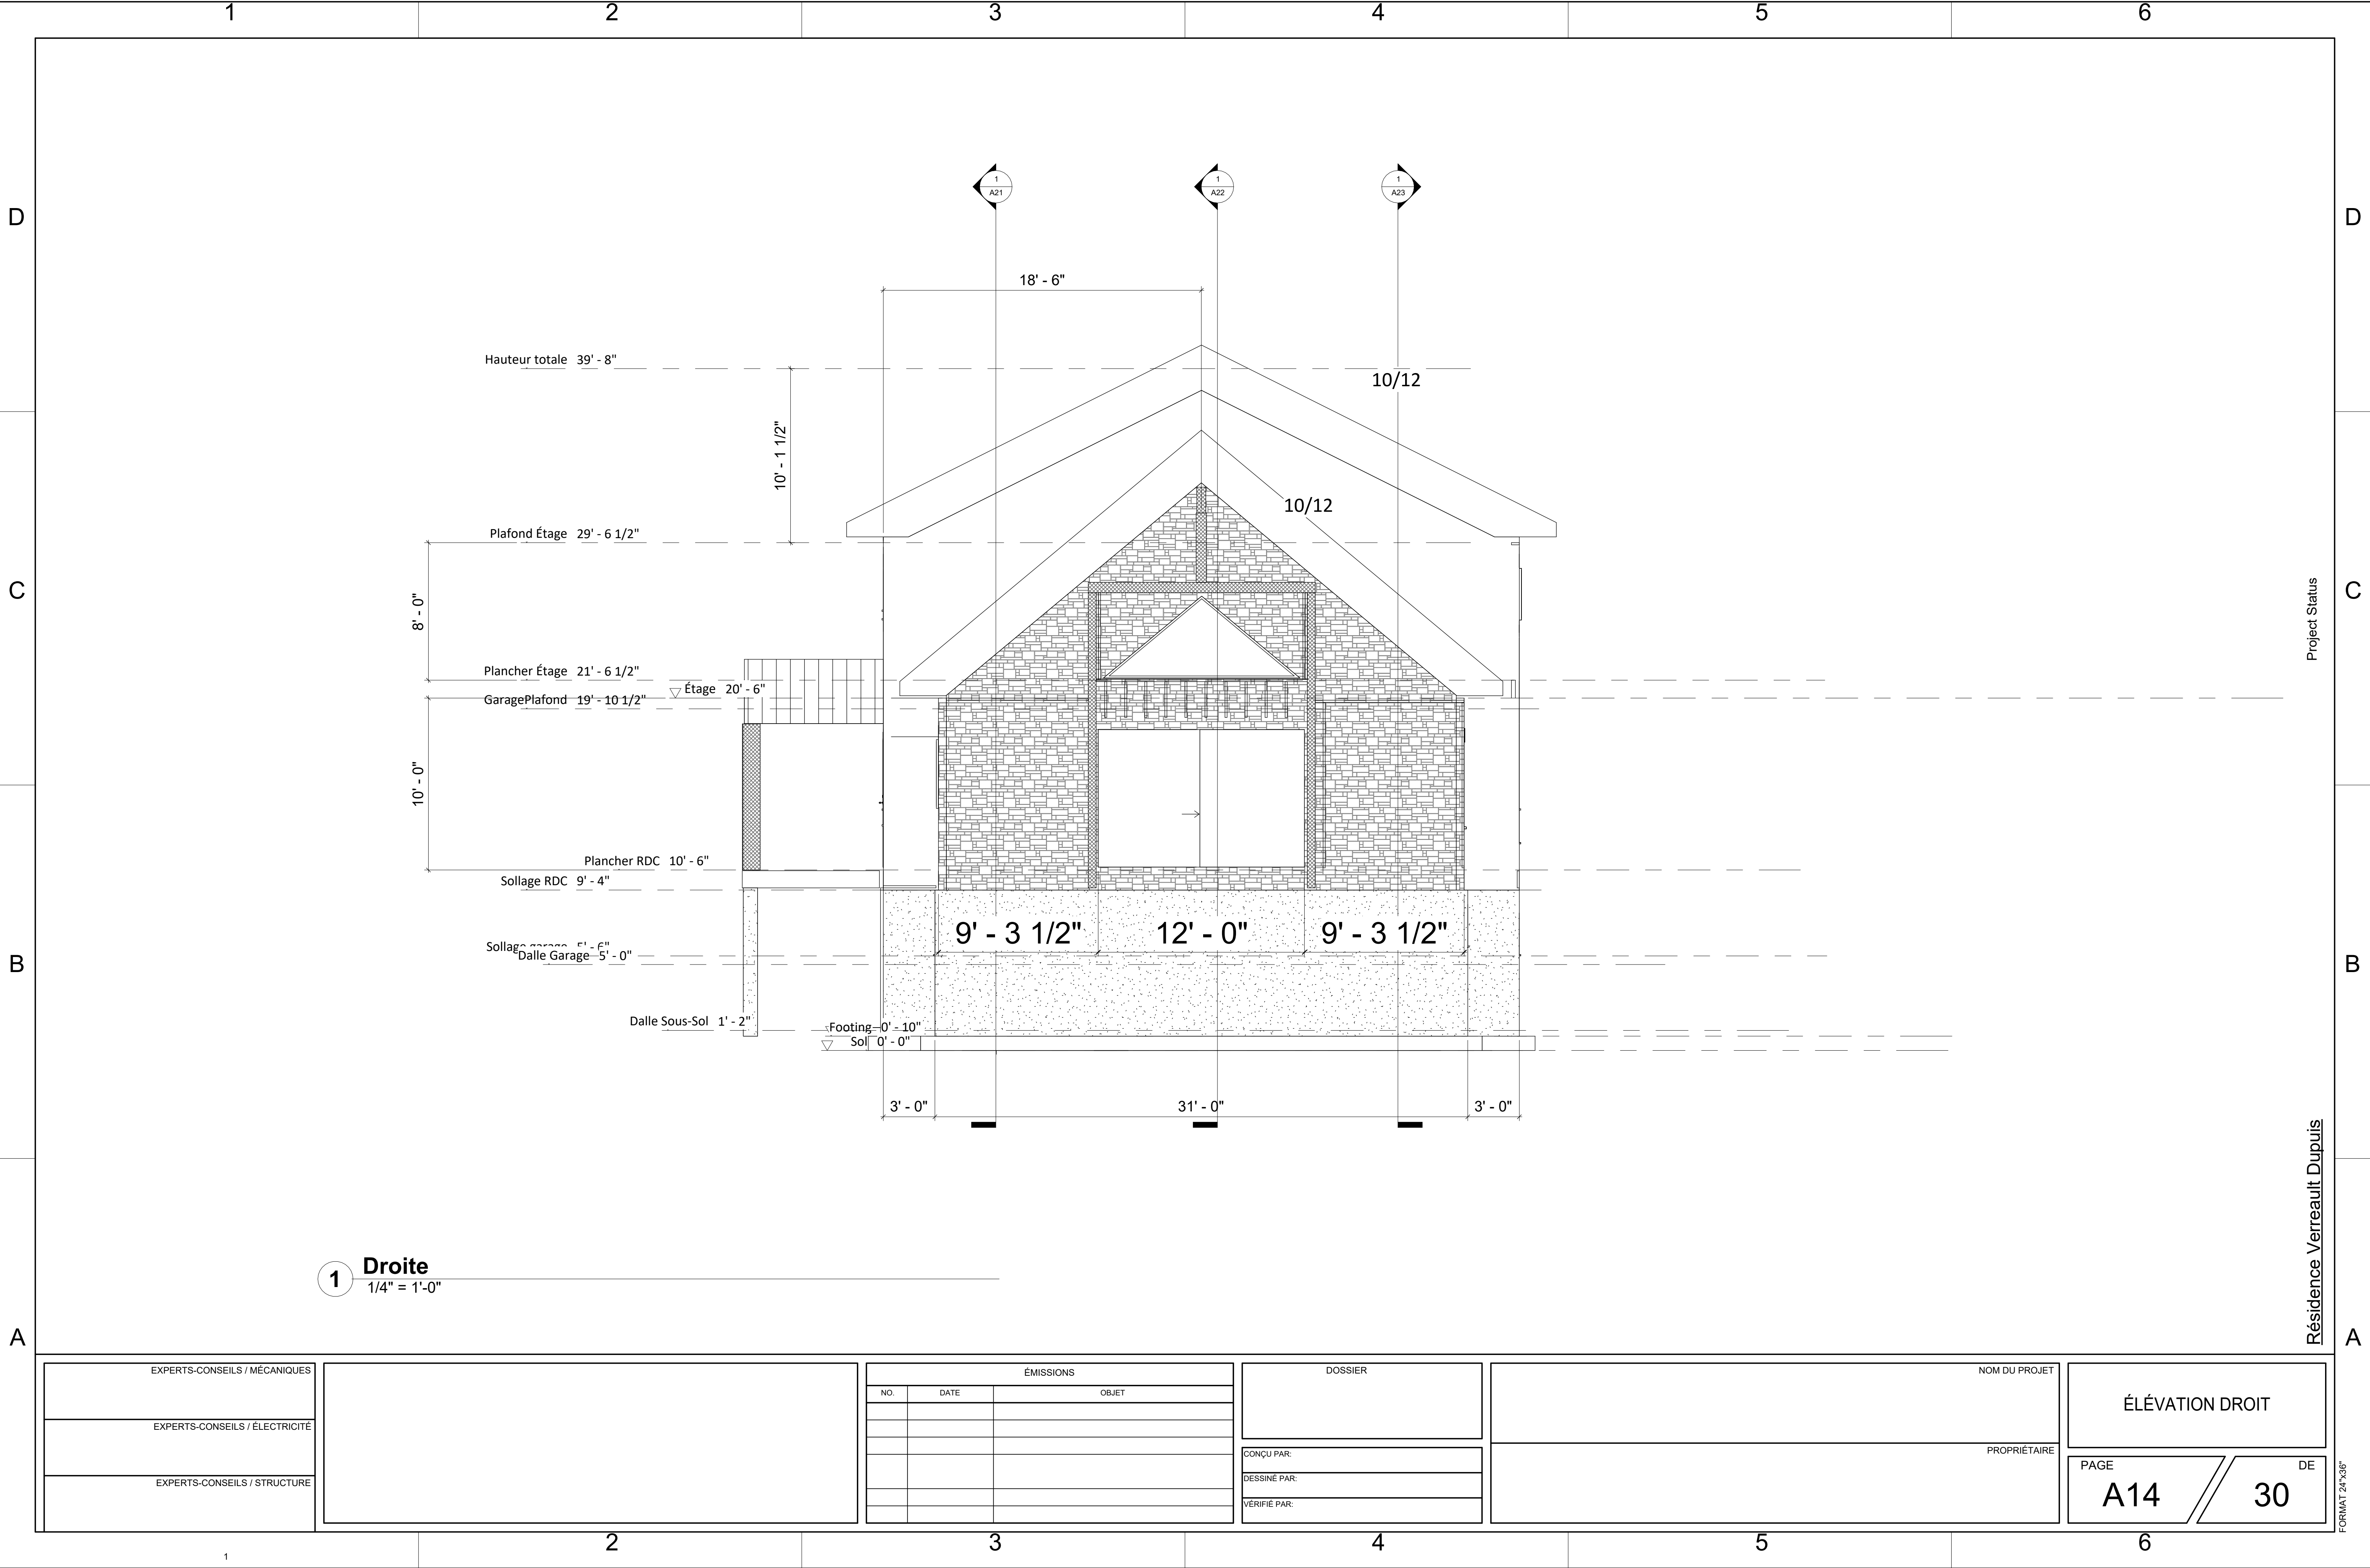 1 2 3 4 5 6
D D
C C
B B
A A
1 A21
1 A22
1 A23
18' - 6"
Hauteur totale 39' - 8"
10/12
10' - 1 1/2"
10/12
Plafond Étage 29' - 6 1/2"
8' - 0"
Plancher Étage 21' - 6 1/2"
Étage 20' - 6"
GaragePlafond 19' - 10 1/2"
10' - 0"
Plancher RDC 10' - 6"
Sollage RDC 9' - 4"
9' - 3 1/2" 12' - 0" 9' - 3 1/2"
Sollage garage 5' - 6"
Dalle Garage 5' - 0"
Dalle Sous-Sol 1' - 2"
Footing 0' - 10"
Sol 0' - 0"
3' - 0" 31' - 0" 3' - 0"
Project Status
Résidence Verreault Dupuis
1 Droite
1/4" = 1'-0"
EXPERTS-CONSEILS / MÉCANIQUES
EXPERTS-CONSEILS / ÉLECTRICITÉ
EXPERTS-CONSEILS / STRUCTURE
ÉMISSIONS
NO. DATE OBJET
DOSSIER
CONÇU PAR:
DESSINÉ PAR:
VÉRIFIÉ PAR:
NOM DU PROJET
PROPRIÉTAIRE
ÉLÉVATION DROIT
PAGE DE
A14 30
FORMAT 24"x36"
1 2 3 4 5 6